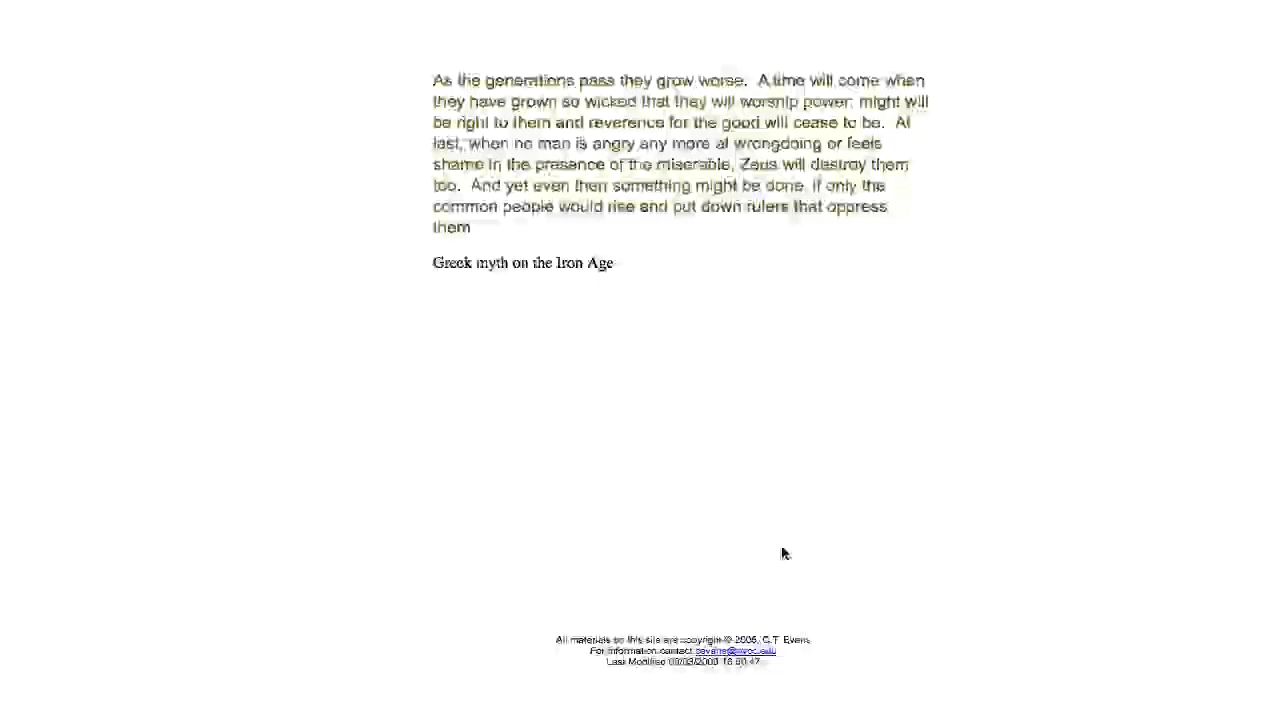 As the generations pass they grow worse. A time will come when
they have grown so wicked that they will worship power; might will
be right to them and reverence for the good will cease to be. At
last, when no man is angry any more at wrongdoing or feels
shame in the presence of the miserable, Zeus will destroy them
too. And yet even then something might be done, if only the
common people would rise and put down rulers that oppress
them
Greek myth on the Iron Age
All materials on this site are copyright © 2006, C.T. Evans
For information contact cevans@nvcc.edu
Last Modified